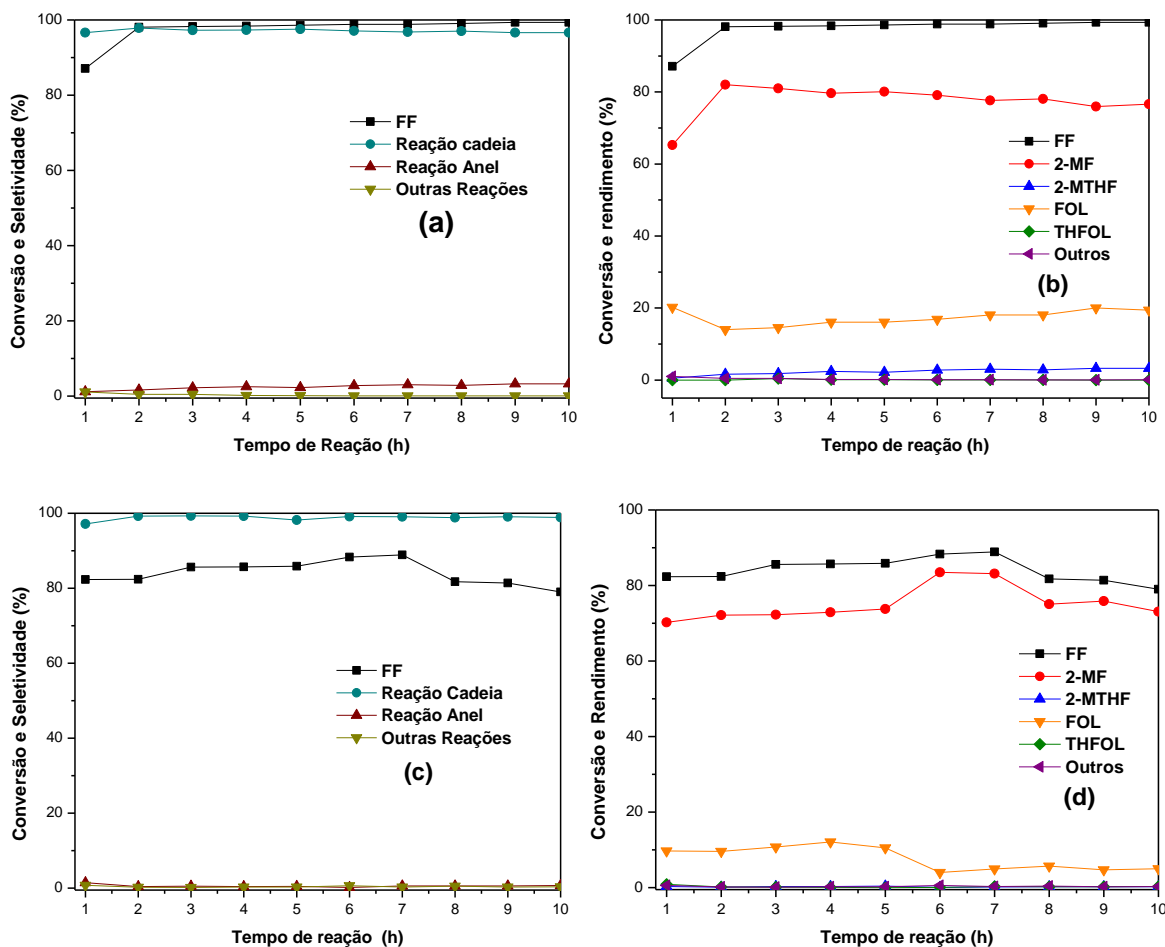 Conversão e Seletividade (%)
100
80
60
40
20
0
FF
Reação cadeia
Reação Anel
Outras Reações
(a)
1 2 3 4 5 6 7 8 9 10
Tempo de Reação (h)
Conversão e rendimento (%)
100
80
60
40
20
0
FF
2-MF
2-MTHF
FOL
THFOL
Outros
(b)
1 2 3 4 5 6 7 8 9 10
Tempo de reação (h)
Conversão e Seletividade (%)
100
80
60
40
20
0
FF
Reação Cadeia
Reação Anel
Outras Reações
(c)
1 2 3 4 5 6 7 8 9 10
Tempo de reação (h)
Conversão e Rendimento (%)
100
80
60
40
20
0
FF
2-MF
2-MTHF
FOL
THFOL
Outros
(d)
1 2 3 4 5 6 7 8 9 10
Tempo de reação (h)